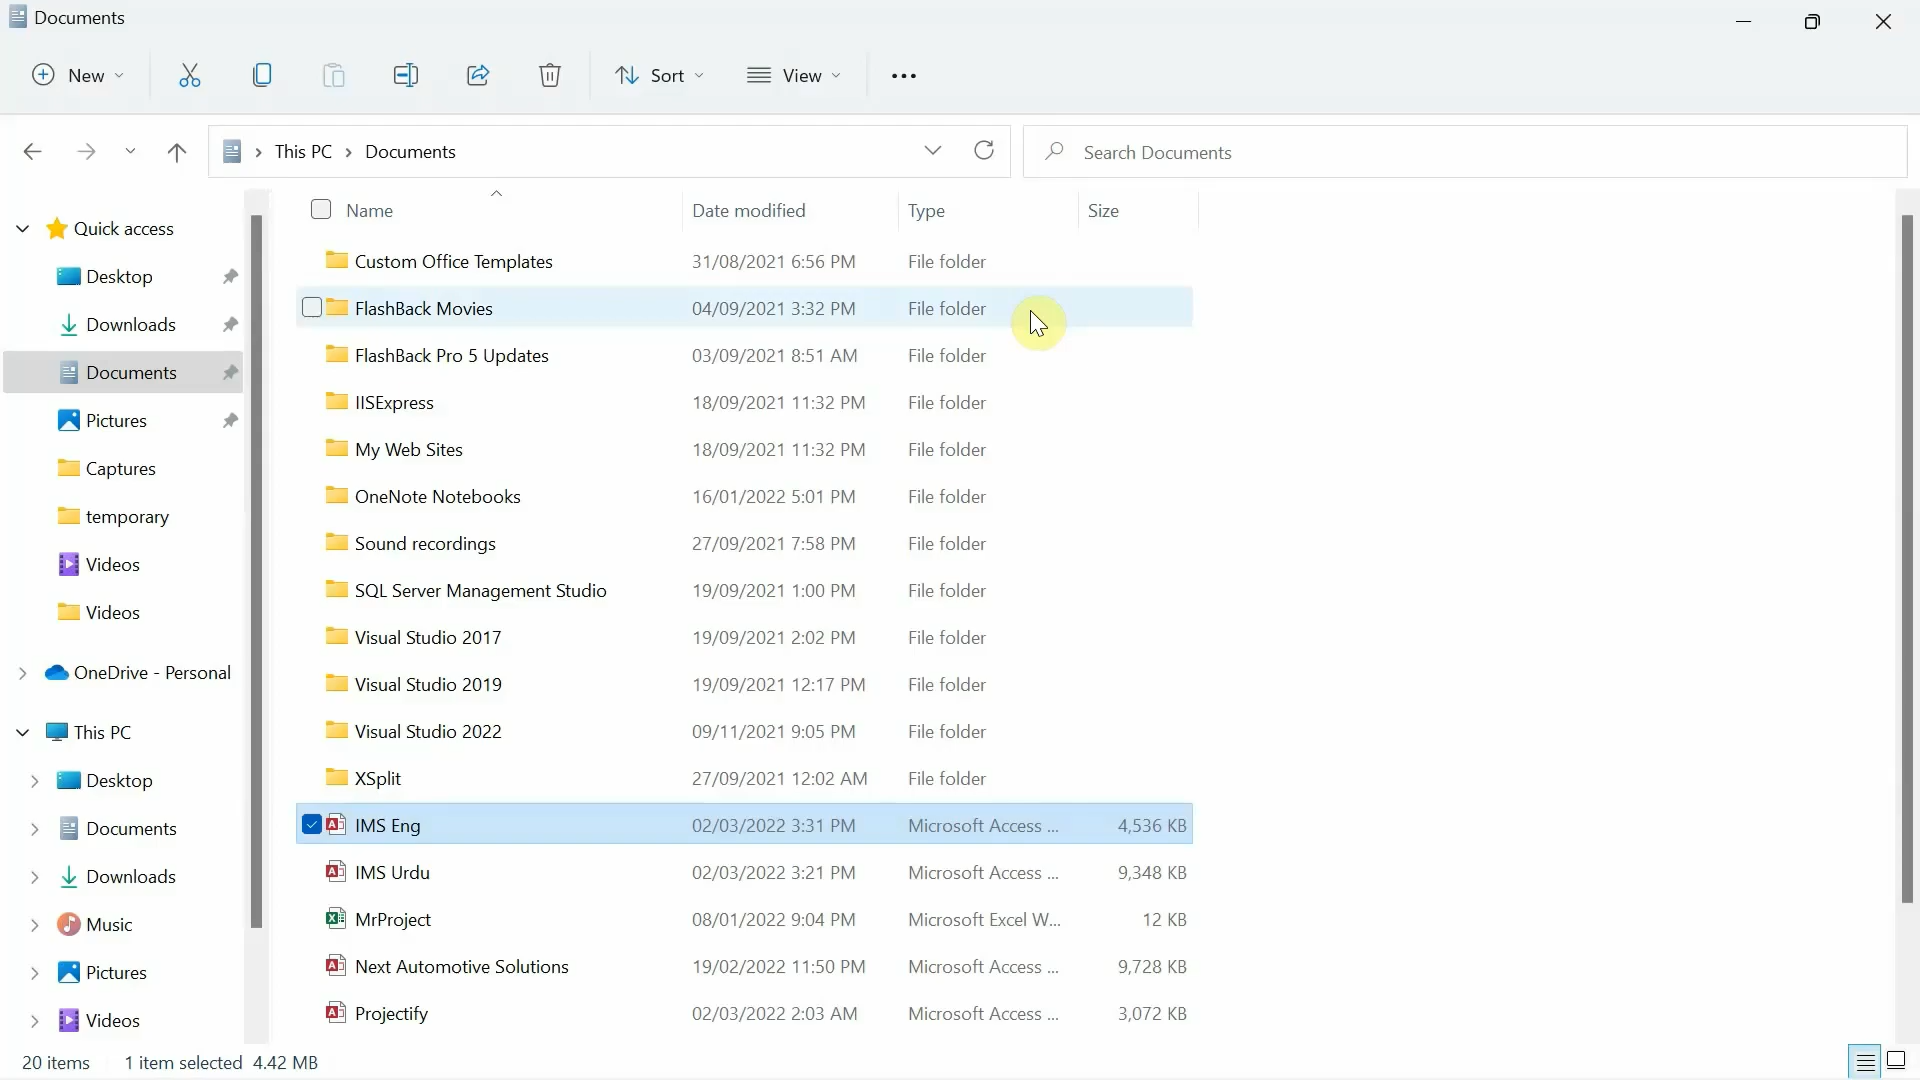 Documents
New Sort View
This PC > Documents Search Documents
Name Date modified Type Size
Quick access
Desktop
Downloads
Documents
Pictures
Captures
temporary
Videos
Videos
OneDrive - Personal
This PC
Desktop
Documents
Downloads
Music
Pictures
Videos
Custom Office Templates 31/08/2021 6:56 PM File folder
FlashBack Movies 04/09/2021 3:32 PM File folder
FlashBack Pro 5 Updates 03/09/2021 8:51 AM File folder
IISExpress 18/09/2021 11:32 PM File folder
My Web Sites 18/09/2021 11:32 PM File folder
OneNote Notebooks 16/01/2022 5:01 PM File folder
Sound recordings 27/09/2021 7:58 PM File folder
SQL Server Management Studio 19/09/2021 1:00 PM File folder
Visual Studio 2017 19/09/2021 2:02 PM File folder
Visual Studio 2019 19/09/2021 12:17 PM File folder
Visual Studio 2022 09/11/2021 9:05 PM File folder
XSplit 27/09/2021 12:02 AM File folder
IMS Eng 02/03/2022 3:31 PM Microsoft Access ... 4,536 KB
IMS Urdu 02/03/2022 3:21 PM Microsoft Access ... 9,348 KB
MrProject 08/01/2022 9:04 PM Microsoft Excel W... 12 KB
Next Automotive Solutions 19/02/2022 11:50 PM Microsoft Access ... 9,728 KB
Projectify 02/03/2022 2:03 AM Microsoft Access ... 3,072 KB
20 items 1 item selected 4.42 MB